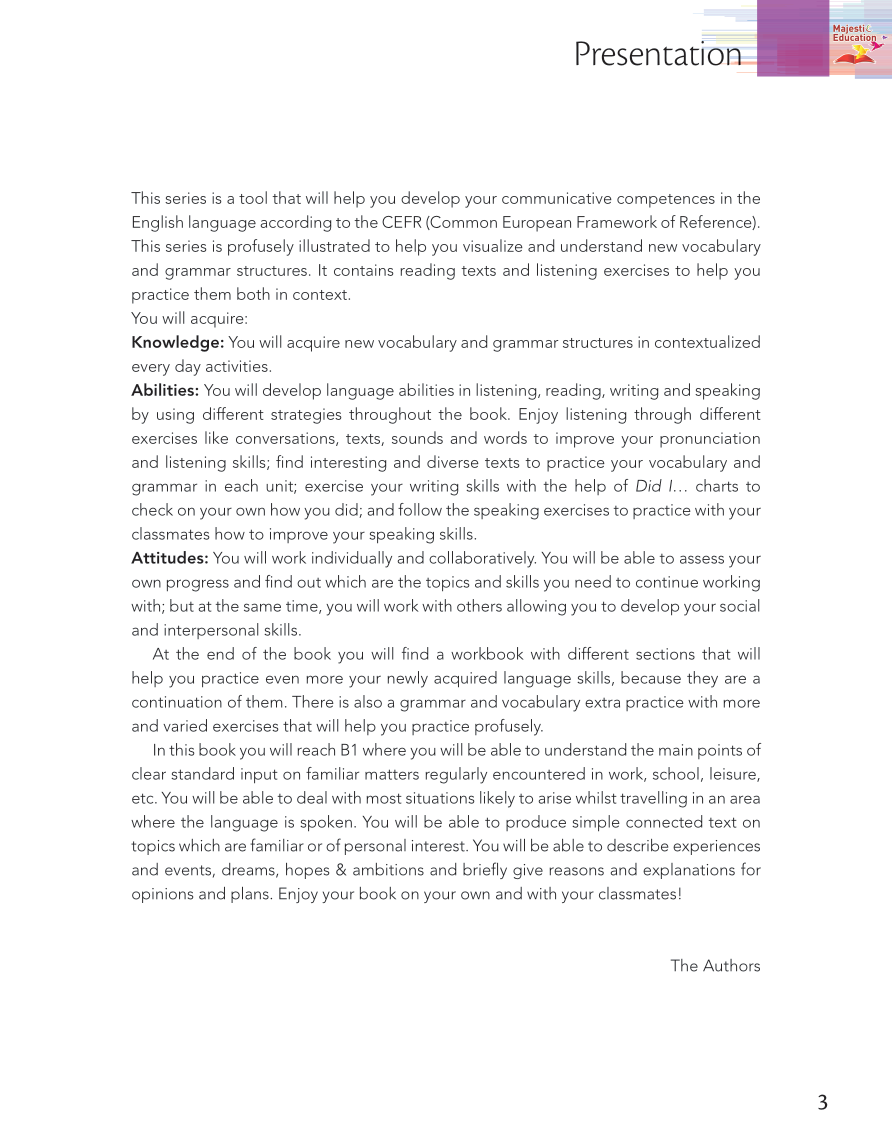 Presentation
Majestic
Education
This series is a tool that will help you develop your communicative competences in the
English language according to the CEFR (Common European Framework of Reference).
This series is profusely illustrated to help you visualize and understand new vocabulary
and grammar structures. It contains reading texts and listening exercises to help you
practice them both in context.
You will acquire:
Knowledge: You will acquire new vocabulary and grammar structures in contextualized
every day activities.
Abilities: You will develop language abilities in listening, reading, writing and speaking
by using different strategies throughout the book. Enjoy listening through different
exercises like conversations, texts, sounds and words to improve your pronunciation
and listening skills; find interesting and diverse texts to practice your vocabulary and
grammar in each unit; exercise your writing skills with the help of Did I… charts to
check on your own how you did; and follow the speaking exercises to practice with your
classmates how to improve your speaking skills.
Attitudes: You will work individually and collaboratively. You will be able to assess your
own progress and find out which are the topics and skills you need to continue working
with; but at the same time, you will work with others allowing you to develop your social
and interpersonal skills.
At the end of the book you will find a workbook with different sections that will
help you practice even more your newly acquired language skills, because they are a
continuation of them. There is also a grammar and vocabulary extra practice with more
and varied exercises that will help you practice profusely.
In this book you will reach B1 where you will be able to understand the main points of
clear standard input on familiar matters regularly encountered in work, school, leisure,
etc. You will be able to deal with most situations likely to arise whilst travelling in an area
where the language is spoken. You will be able to produce simple connected text on
topics which are familiar or of personal interest. You will be able to describe experiences
and events, dreams, hopes & ambitions and briefly give reasons and explanations for
opinions and plans. Enjoy your book on your own and with your classmates!
The Authors
3